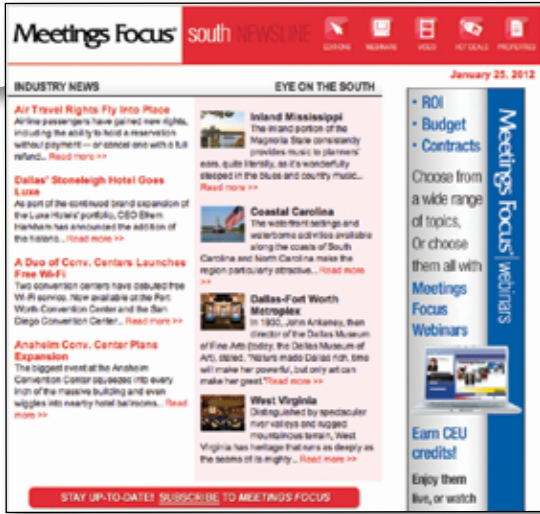 Meetings Focus® south NEWSLINE
EDITIONS WEBINARS VIDEO HOT DEALS PROPERTIES
January 25, 2012
INDUSTRY NEWS
Air Travel Rights Fly Into Place
Airline passengers have gained new rights,
including the ability to hold a reservation
without payment — or cancel one with a full
refund... Read more >>
Dallas' Stoneleigh Hotel Goes
Luxe
As part of the continued brand expansion of
the Luxe Hotels' portfolio, CEO Efrem
Harkham has announced the addition of
the historic... Read more >>
A Duo of Conv. Centers Launches
Free Wi-Fi
Two convention centers have debuted free
Wi-Fi service. Now available at the Fort
Worth Convention Center and the San
Diego Convention Center... Read more >>
Anaheim Conv. Center Plans
Expansion
The biggest event at the Anaheim
Convention Center squeezes into every
inch of the massive building and even
wiggles into nearby hotel ballrooms... Read
more >>
EYE ON THE SOUTH
Inland Mississippi
The inland portion of the
Magnolia State consistently
provides music to planners'
ears, quite literally, as it's wonderfully
steeped in the blues and country music...
Read more >>
Coastal Carolina
The waterfront settings and
waterborne activities available
along the coasts of South
Carolina and North Carolina make the
region particularly attractive... Read more
>>
Dallas-Fort Worth
Metroplex
In 1930, John Ankeney, then
director of the Dallas Museum
of Fine Arts (today, the Dallas Museum of
Art), stated, "Nature made Dallas rich, time
will make her powerful, but only art can
make her great."Read more >>
West Virginia
Distinguished by spectacular
river valleys and rugged
mountainous terrain, West
Virginia has heritage that runs as deeply as
the seams of its mighty... Read more >>
• ROI
• Budget
• Contracts
Choose from
a wide range
of topics,
Or choose
them all with
Meetings
Focus
Webinars
Earn CEU
credits!
Enjoy them
live, or watch
Meetings Focus® | webinars
STAY UP-TO-DATE! SUBSCRIBE TO MEETINGS FOCUS